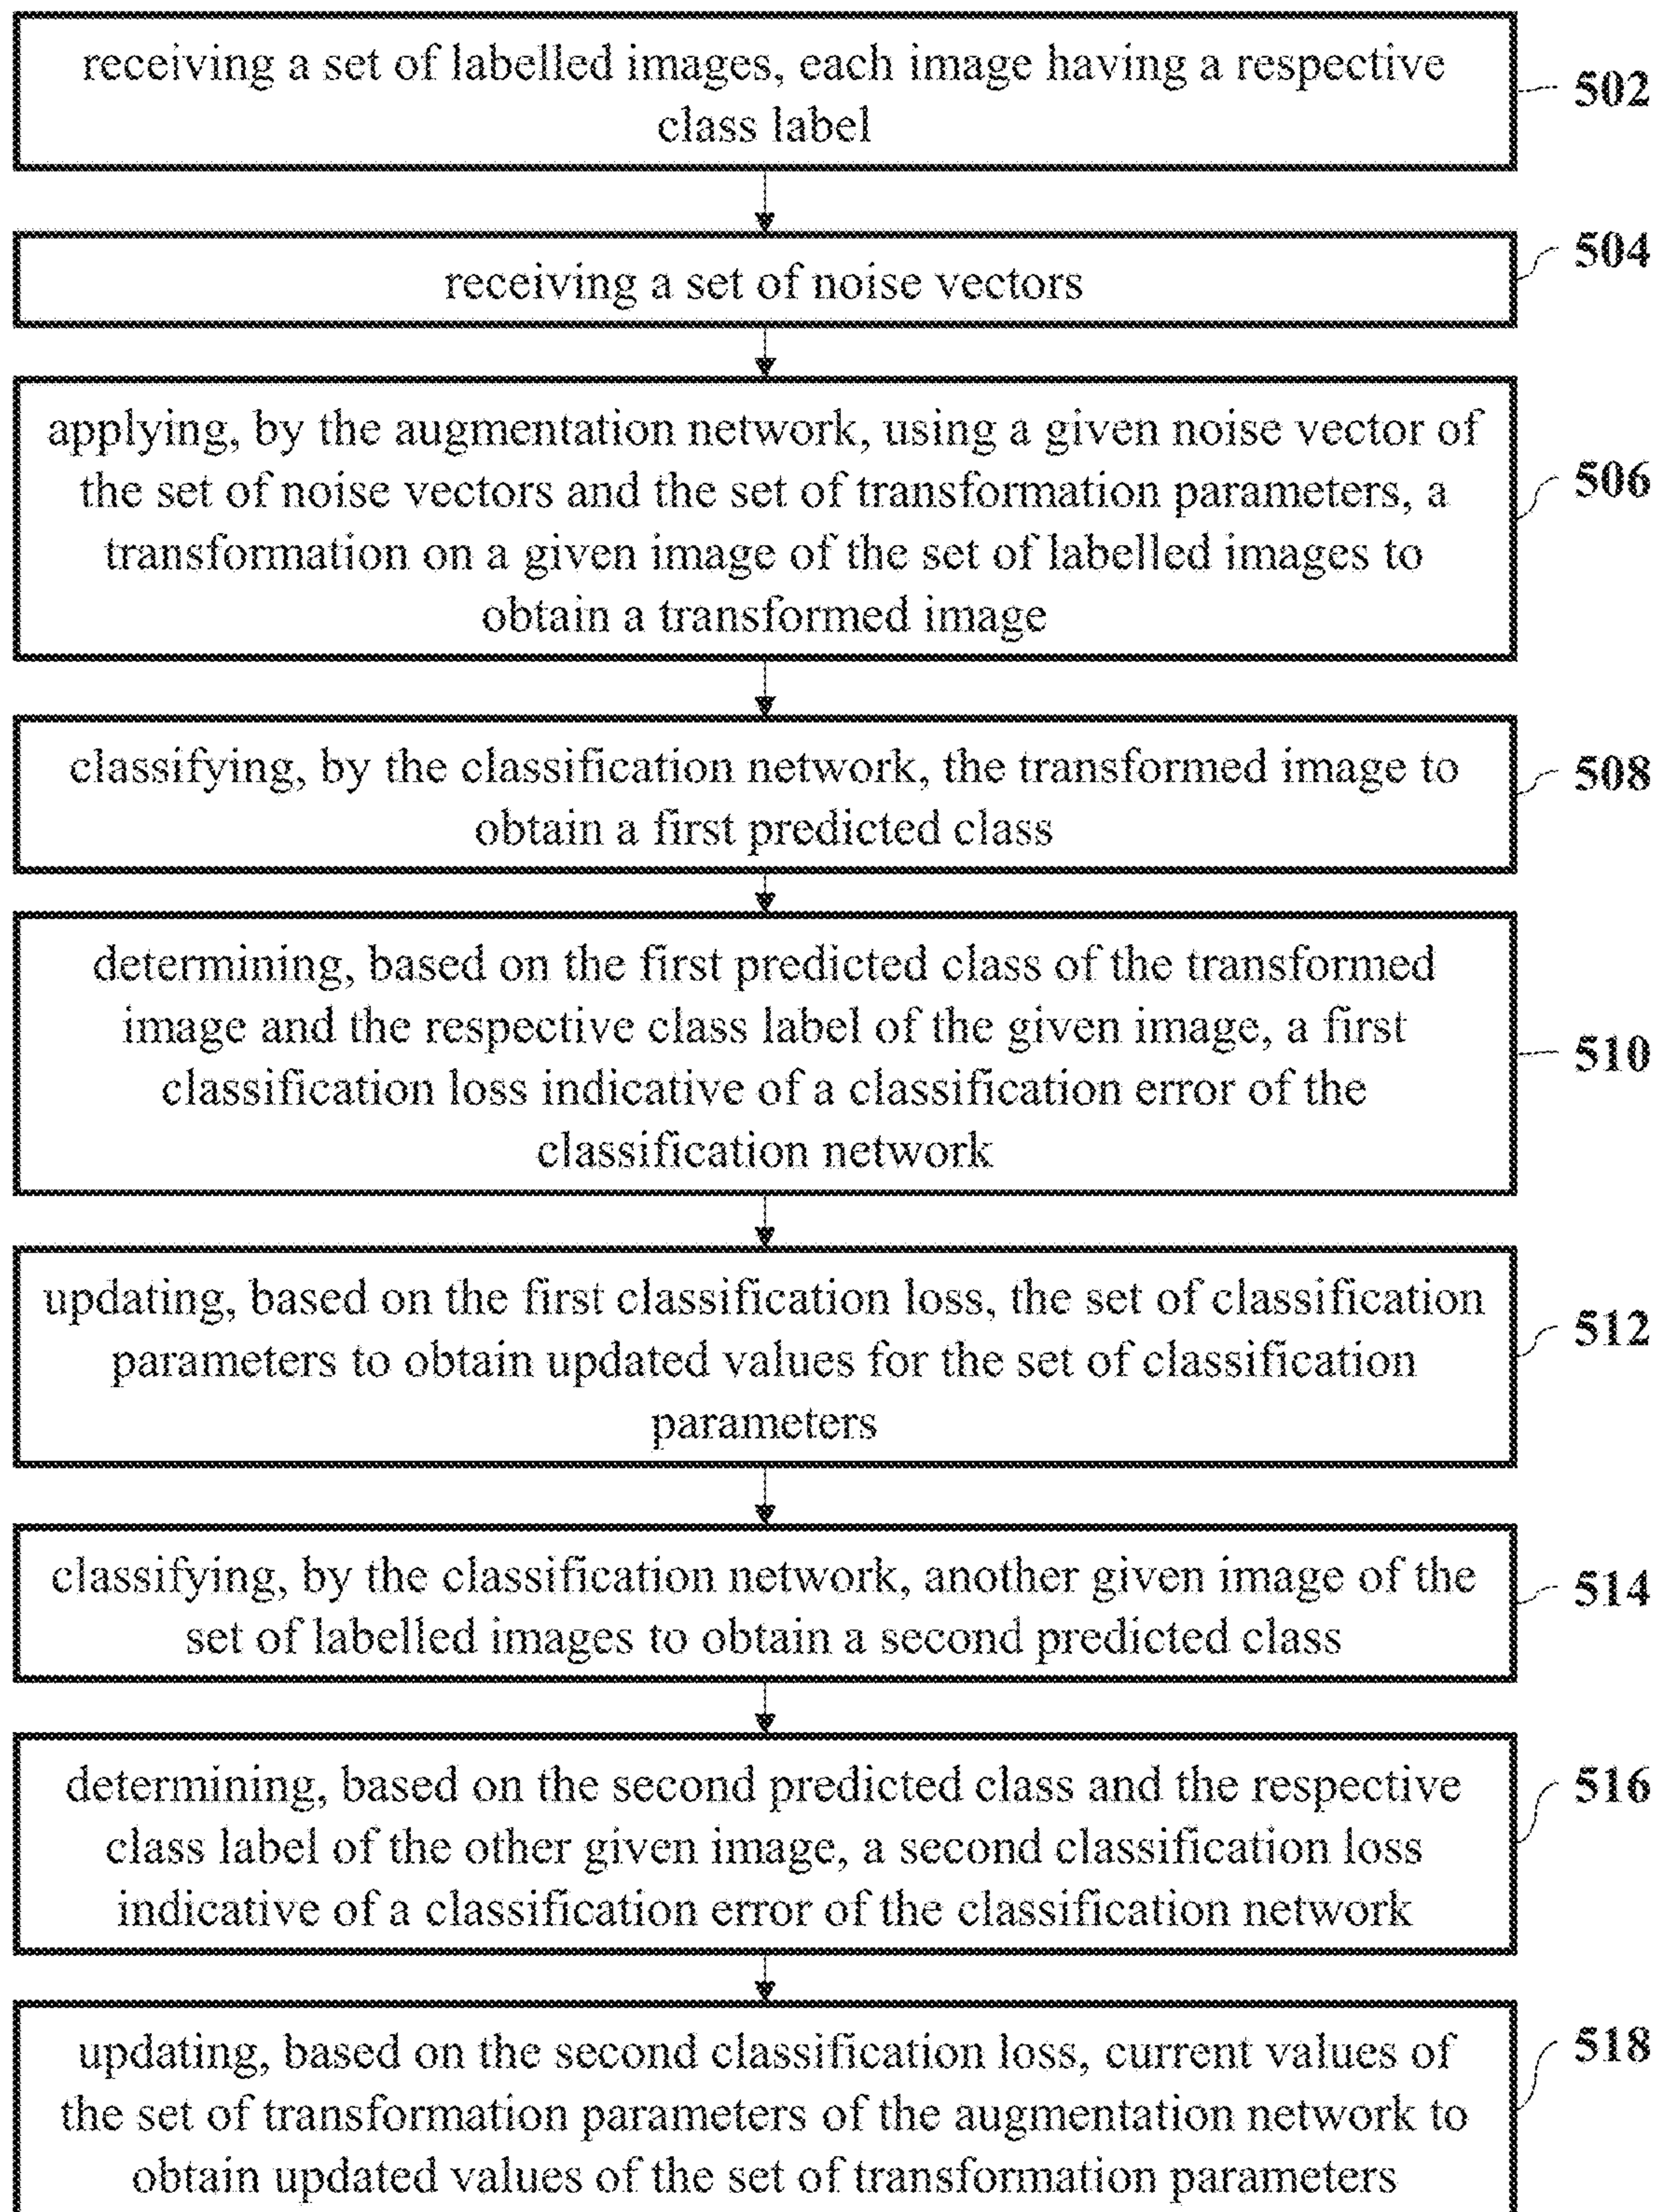 receiving a set of labelled images, each image having a respective
class label
502
receiving a set of noise vectors
504
applying, by the augmentation network, using a given noise vector of
the set of noise vectors and the set of transformation parameters, a
transformation on a given image of the set of labelled images to
obtain a transformed image
506
classifying, by the classification network, the transformed image to
obtain a first predicted class
508
determining, based on the first predicted class of the transformed
image and the respective class label of the given image, a first
classification loss indicative of a classification error of the
classification network
510
updating, based on the first classification loss, the set of classification
parameters to obtain updated values for the set of classification
parameters
512
classifying, by the classification network, another given image of the
set of labelled images to obtain a second predicted class
514
determining, based on the second predicted class and the respective
class label of the other given image, a second classification loss
indicative of a classification error of the classification network
516
updating, based on the second classification loss, current values of
the set of transformation parameters of the augmentation network to
obtain updated values of the set of transformation parameters
518